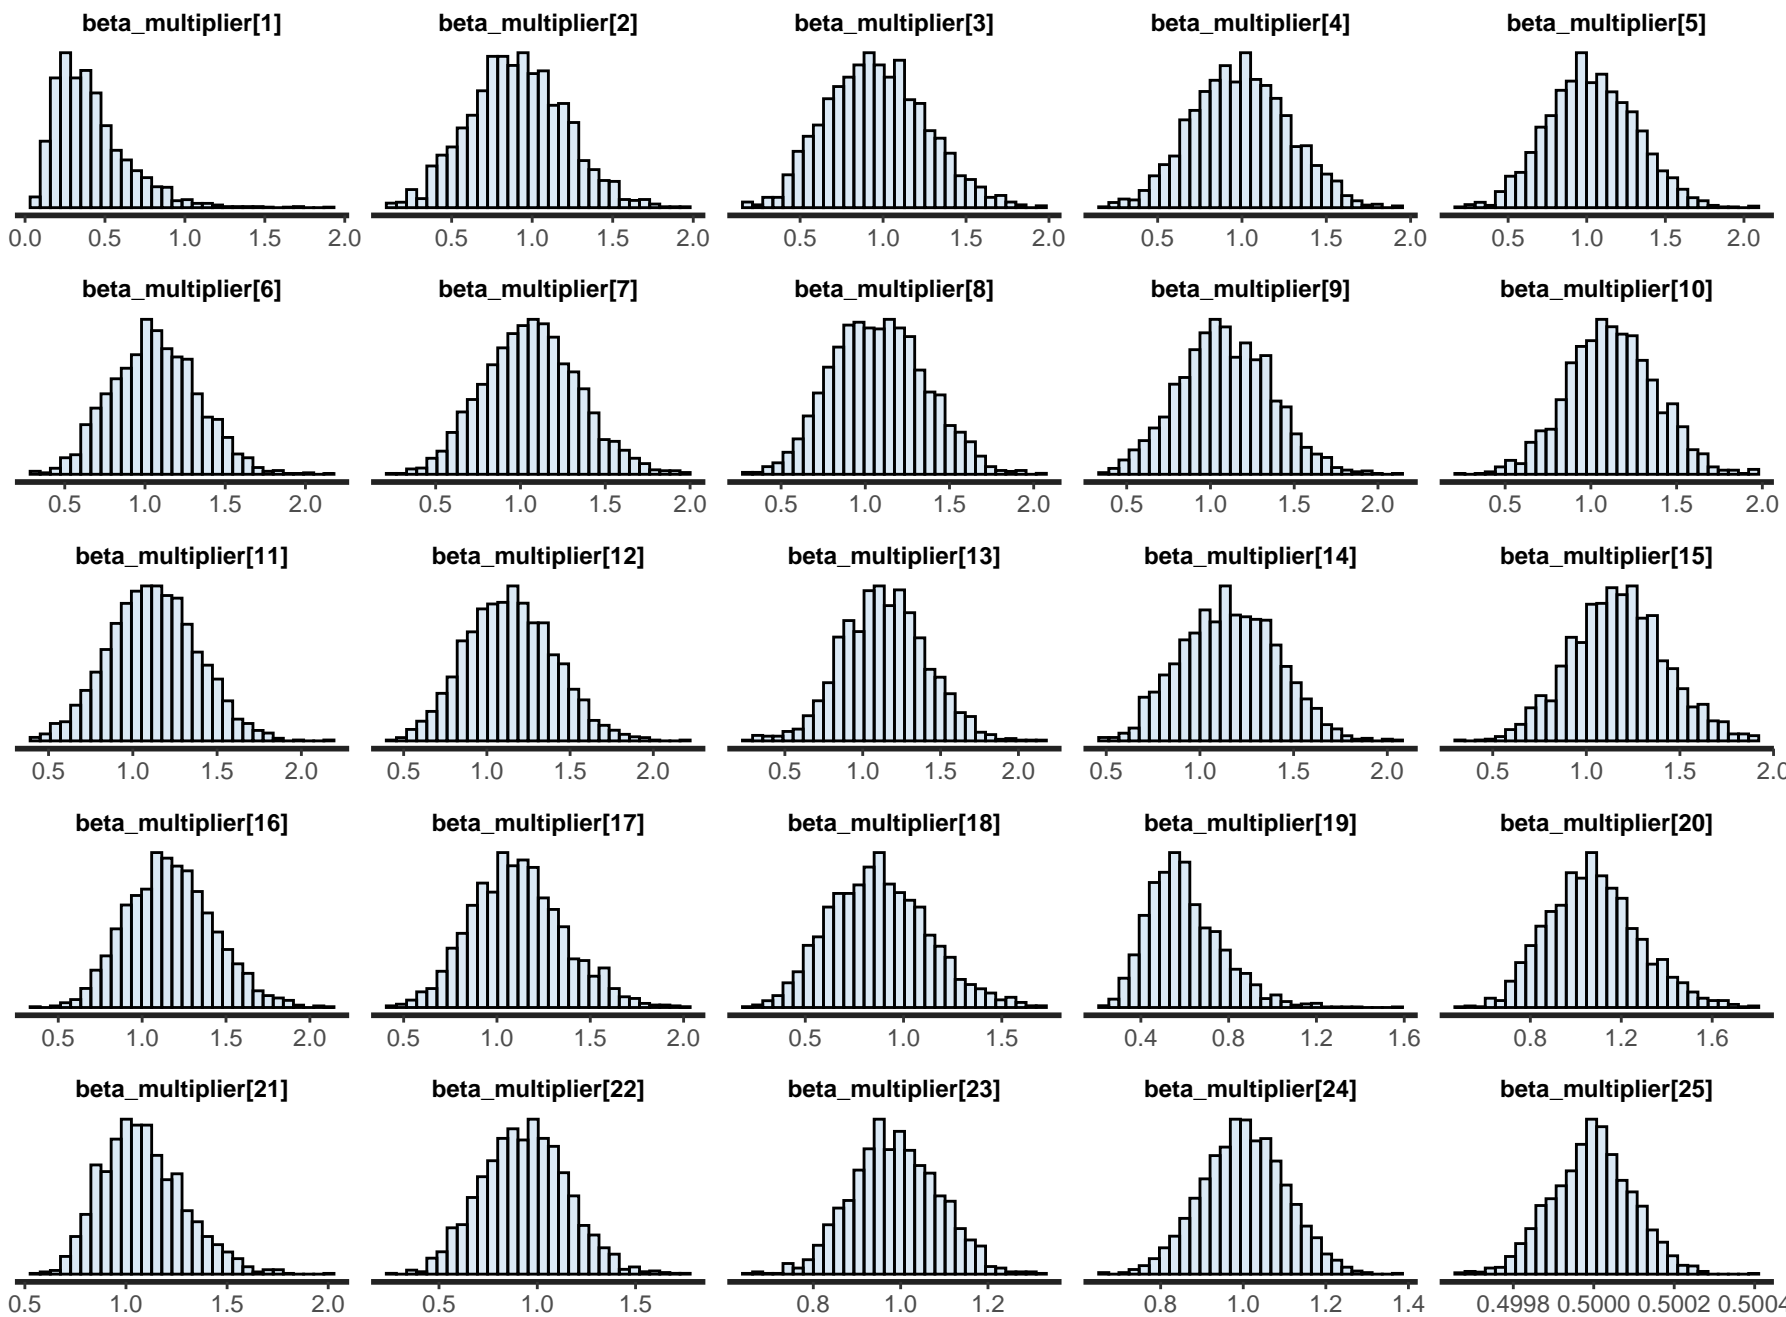 beta_multiplier[1] beta_multiplier[2] beta_multiplier[3] beta_multiplier[4] beta_multiplier[5]
0.0 0.5 1.0 1.5 2.0 0.5 1.0 1.5 2.0 0.5 1.0 1.5 2.0 0.5 1.0 1.5 2.0 0.5 1.0 1.5 2.0
beta_multiplier[6] beta_multiplier[7] beta_multiplier[8] beta_multiplier[9] beta_multiplier[10]
0.5 1.0 1.5 2.0 0.5 1.0 1.5 2.0 0.5 1.0 1.5 2.0 0.5 1.0 1.5 2.0 0.5 1.0 1.5 2.0
beta_multiplier[11] beta_multiplier[12] beta_multiplier[13] beta_multiplier[14] beta_multiplier[15]
0.5 1.0 1.5 2.0 0.5 1.0 1.5 2.0 0.5 1.0 1.5 2.0 0.5 1.0 1.5 2.0 0.5 1.0 1.5 2.0
beta_multiplier[16] beta_multiplier[17] beta_multiplier[18] beta_multiplier[19] beta_multiplier[20]
0.5 1.0 1.5 2.0 0.5 1.0 1.5 2.0 0.5 1.0 1.5 0.4 0.8 1.2 1.6 0.8 1.2 1.6
beta_multiplier[21] beta_multiplier[22] beta_multiplier[23] beta_multiplier[24] beta_multiplier[25]
0.5 1.0 1.5 2.0 0.5 1.0 1.5 0.8 1.0 1.2 0.8 1.0 1.2 1.4 0.4998 0.5000 0.5002 0.5004